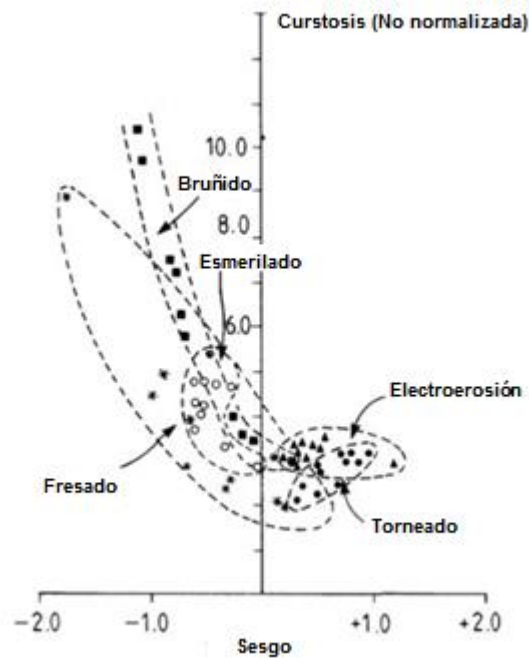 Curstosis (No normalizada)
10.0
Bruñido
8.0
Esmerilado
6.0
Electroerosión
Fresado
Torneado
-2.0
-1.0
+1.0
+2.0
Sesgo